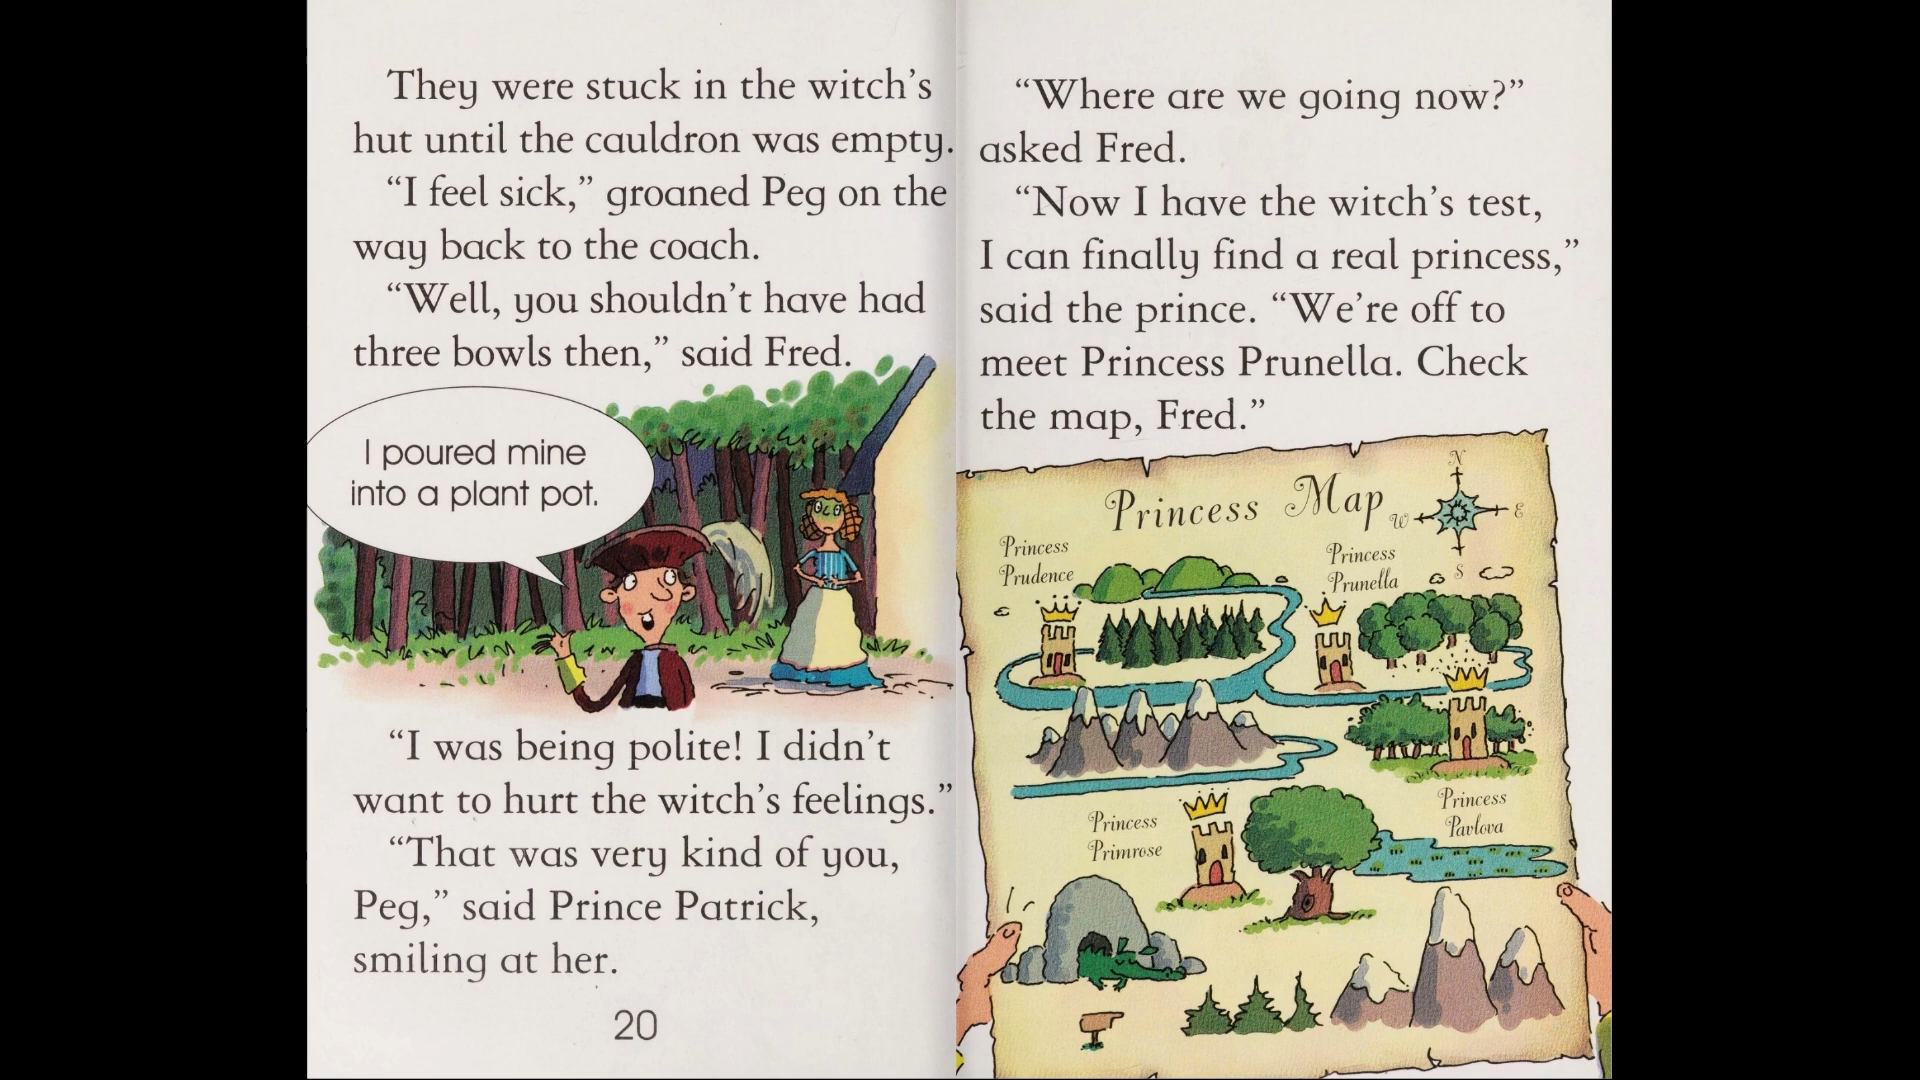 They were stuck in the witch's
hut until the cauldron was empty.
“I feel sick,” groaned Peg on the
way back to the coach.
“Well, you shouldn't have had
three bowls then,” said Fred.
I poured mine
into a plant pot.
“I was being polite! I didn't
want to hurt the witch's feelings.”
“That was very kind of you,
Peg,” said Prince Patrick,
smiling at her.
20
“Where are we going now?”
asked Fred.
“Now I have the witch's test,
I can finally find a real princess,”
said the prince. “We're off to
meet Princess Prunella. Check
the map, Fred.”
Princess Map
N
W
E
S
Princess
Prudence
Princess
Prunella
Princess
Pavlova
Princess
Primrose